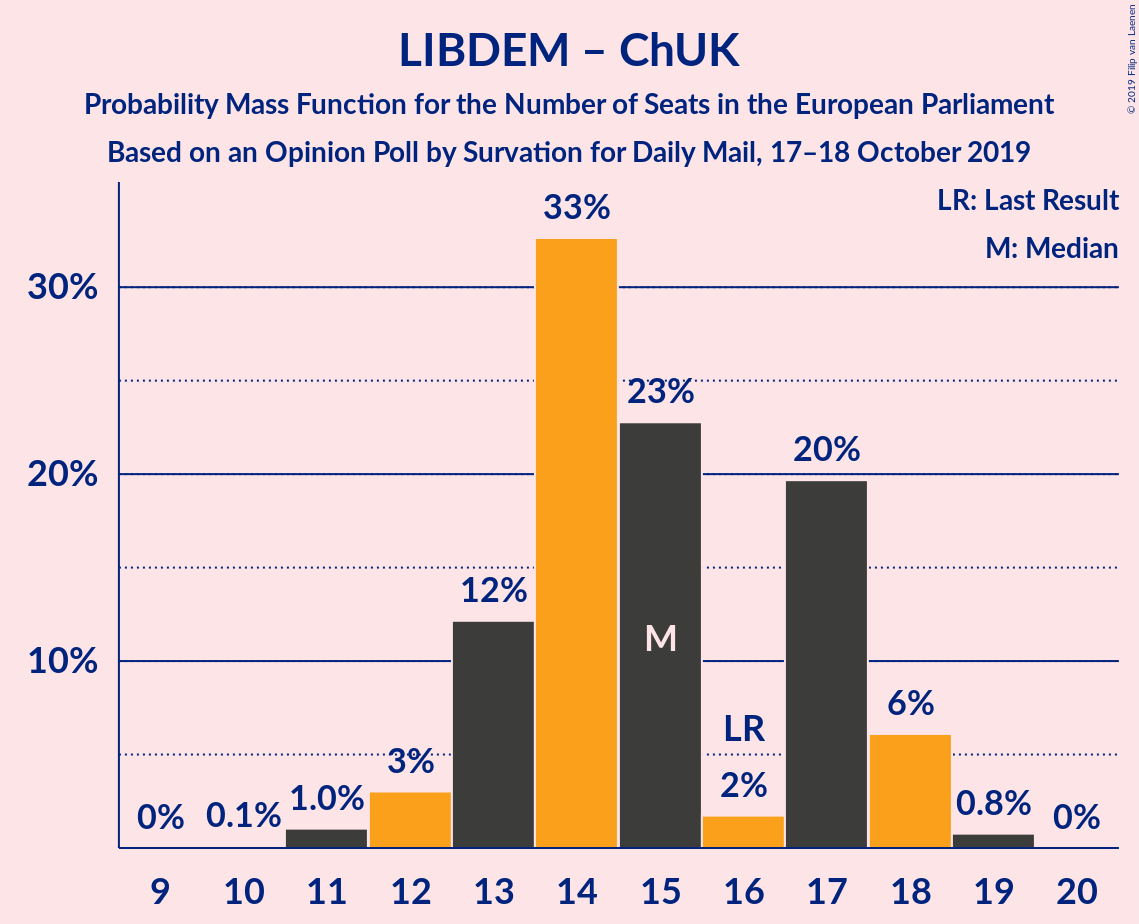 LIBDEM – ChUK
Probability Mass Function for the Number of Seats in the European Parliament
Based on an Opinion Poll by Survation for Daily Mail, 17–18 October 2019
© 2019 Filip van Laenen
LR: Last Result
M: Median
30%
20%
10%
0%
0.1%
1.0%
3%
12%
33%
23%
M
LR
2%
20%
6%
0.8%
0%
9 10 11 12 13 14 15 16 17 18 19 20